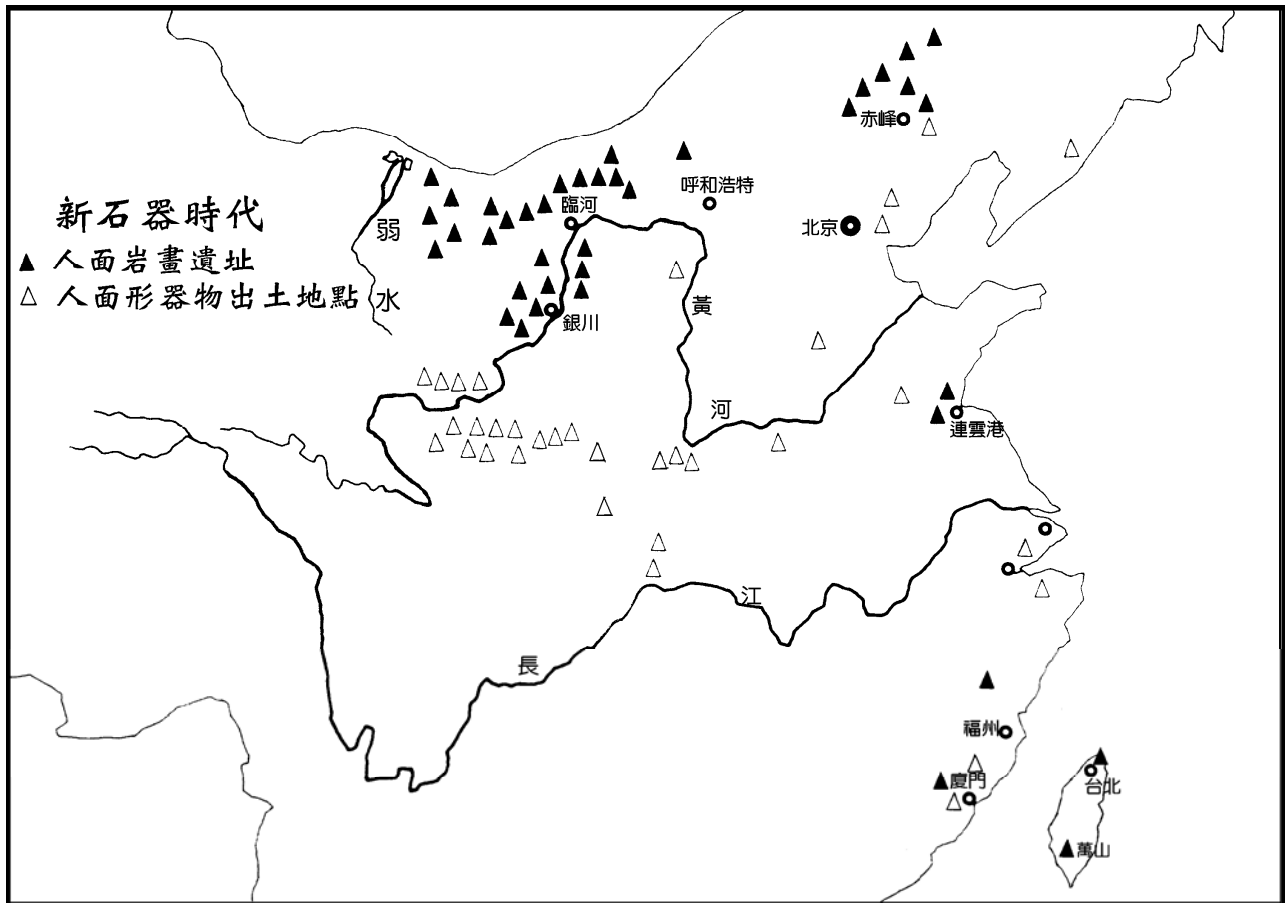 新石器時代
▲ 人面岩畫遺址
△ 人面形器物出土地點
赤峰
呼和浩特
臨河
北京
弱水
黃河
銀川
連雲港
長江
福州
廈門
台北
萬山